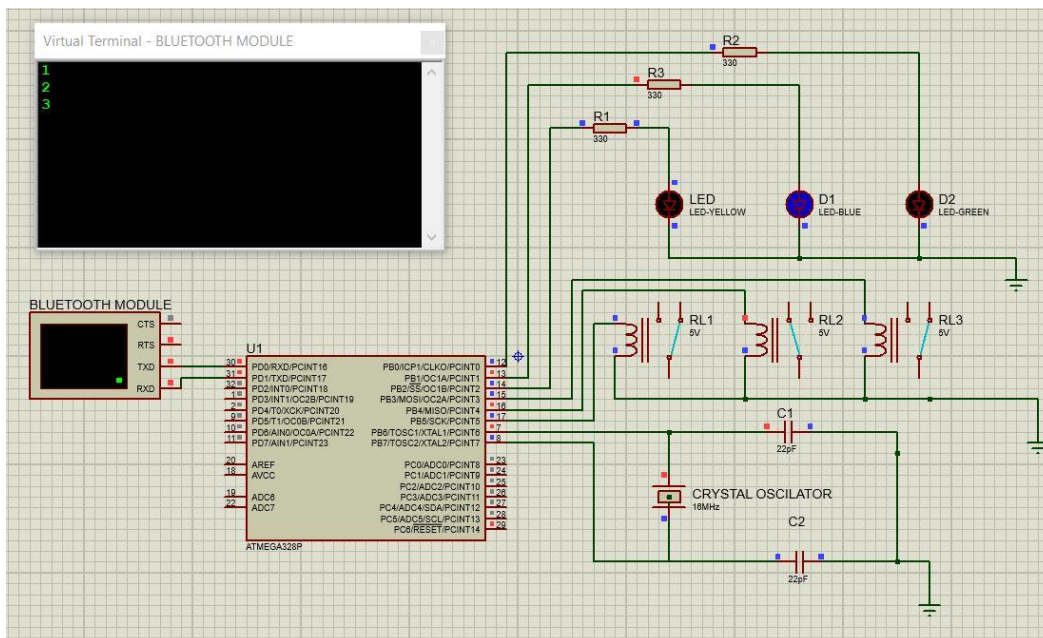 Virtual Terminal - BLUETOOTH MODULE
1
2
3
R2
330
R3
330
R1
330
LED
LED-YELLOW
D1
LED-BLUE
D2
LED-GREEN
BLUETOOTH MODULE
CTS
RTS
TXD
RXD
RL1
5V
RL2
5V
RL3
5V
U1
30 PD0/RXD/PCINT16 PB0/ICP1/CLKO/PCINT0 12
31 PD1/TXD/PCINT17 PB1/OC1A/PCINT1 13
32 PD2/INT0/PCINT18 PB2/SS/OC1B/PCINT2 14
1 PD3/INT1/OC2B/PCINT19 PB3/MOSI/OC2A/PCINT3 15
2 PD4/T0/XCK/PCINT20 PB4/MISO/PCINT4 16
9 PD5/T1/OC0B/PCINT21 PB5/SCK/PCINT5 17
10 PD6/AIN0/OC0A/PCINT22 PB6/TOSC1/XTAL1/PCINT6 7
11 PD7/AIN1/PCINT23 PB7/TOSC2/XTAL2/PCINT7 8
20 AREF PC0/ADC0/PCINT8 23
18 AVCC PC1/ADC1/PCINT9 24
PC2/ADC2/PCINT10 25
19 ADC6 PC3/ADC3/PCINT11 26
22 ADC7 PC4/ADC4/SDA/PCINT12 27
PC5/ADC5/SCL/PCINT13 28
PC6/RESET/PCINT14 29
ATMEGA328P
C1
22pF
CRYSTAL OSCILATOR
16MHz
C2
22pF